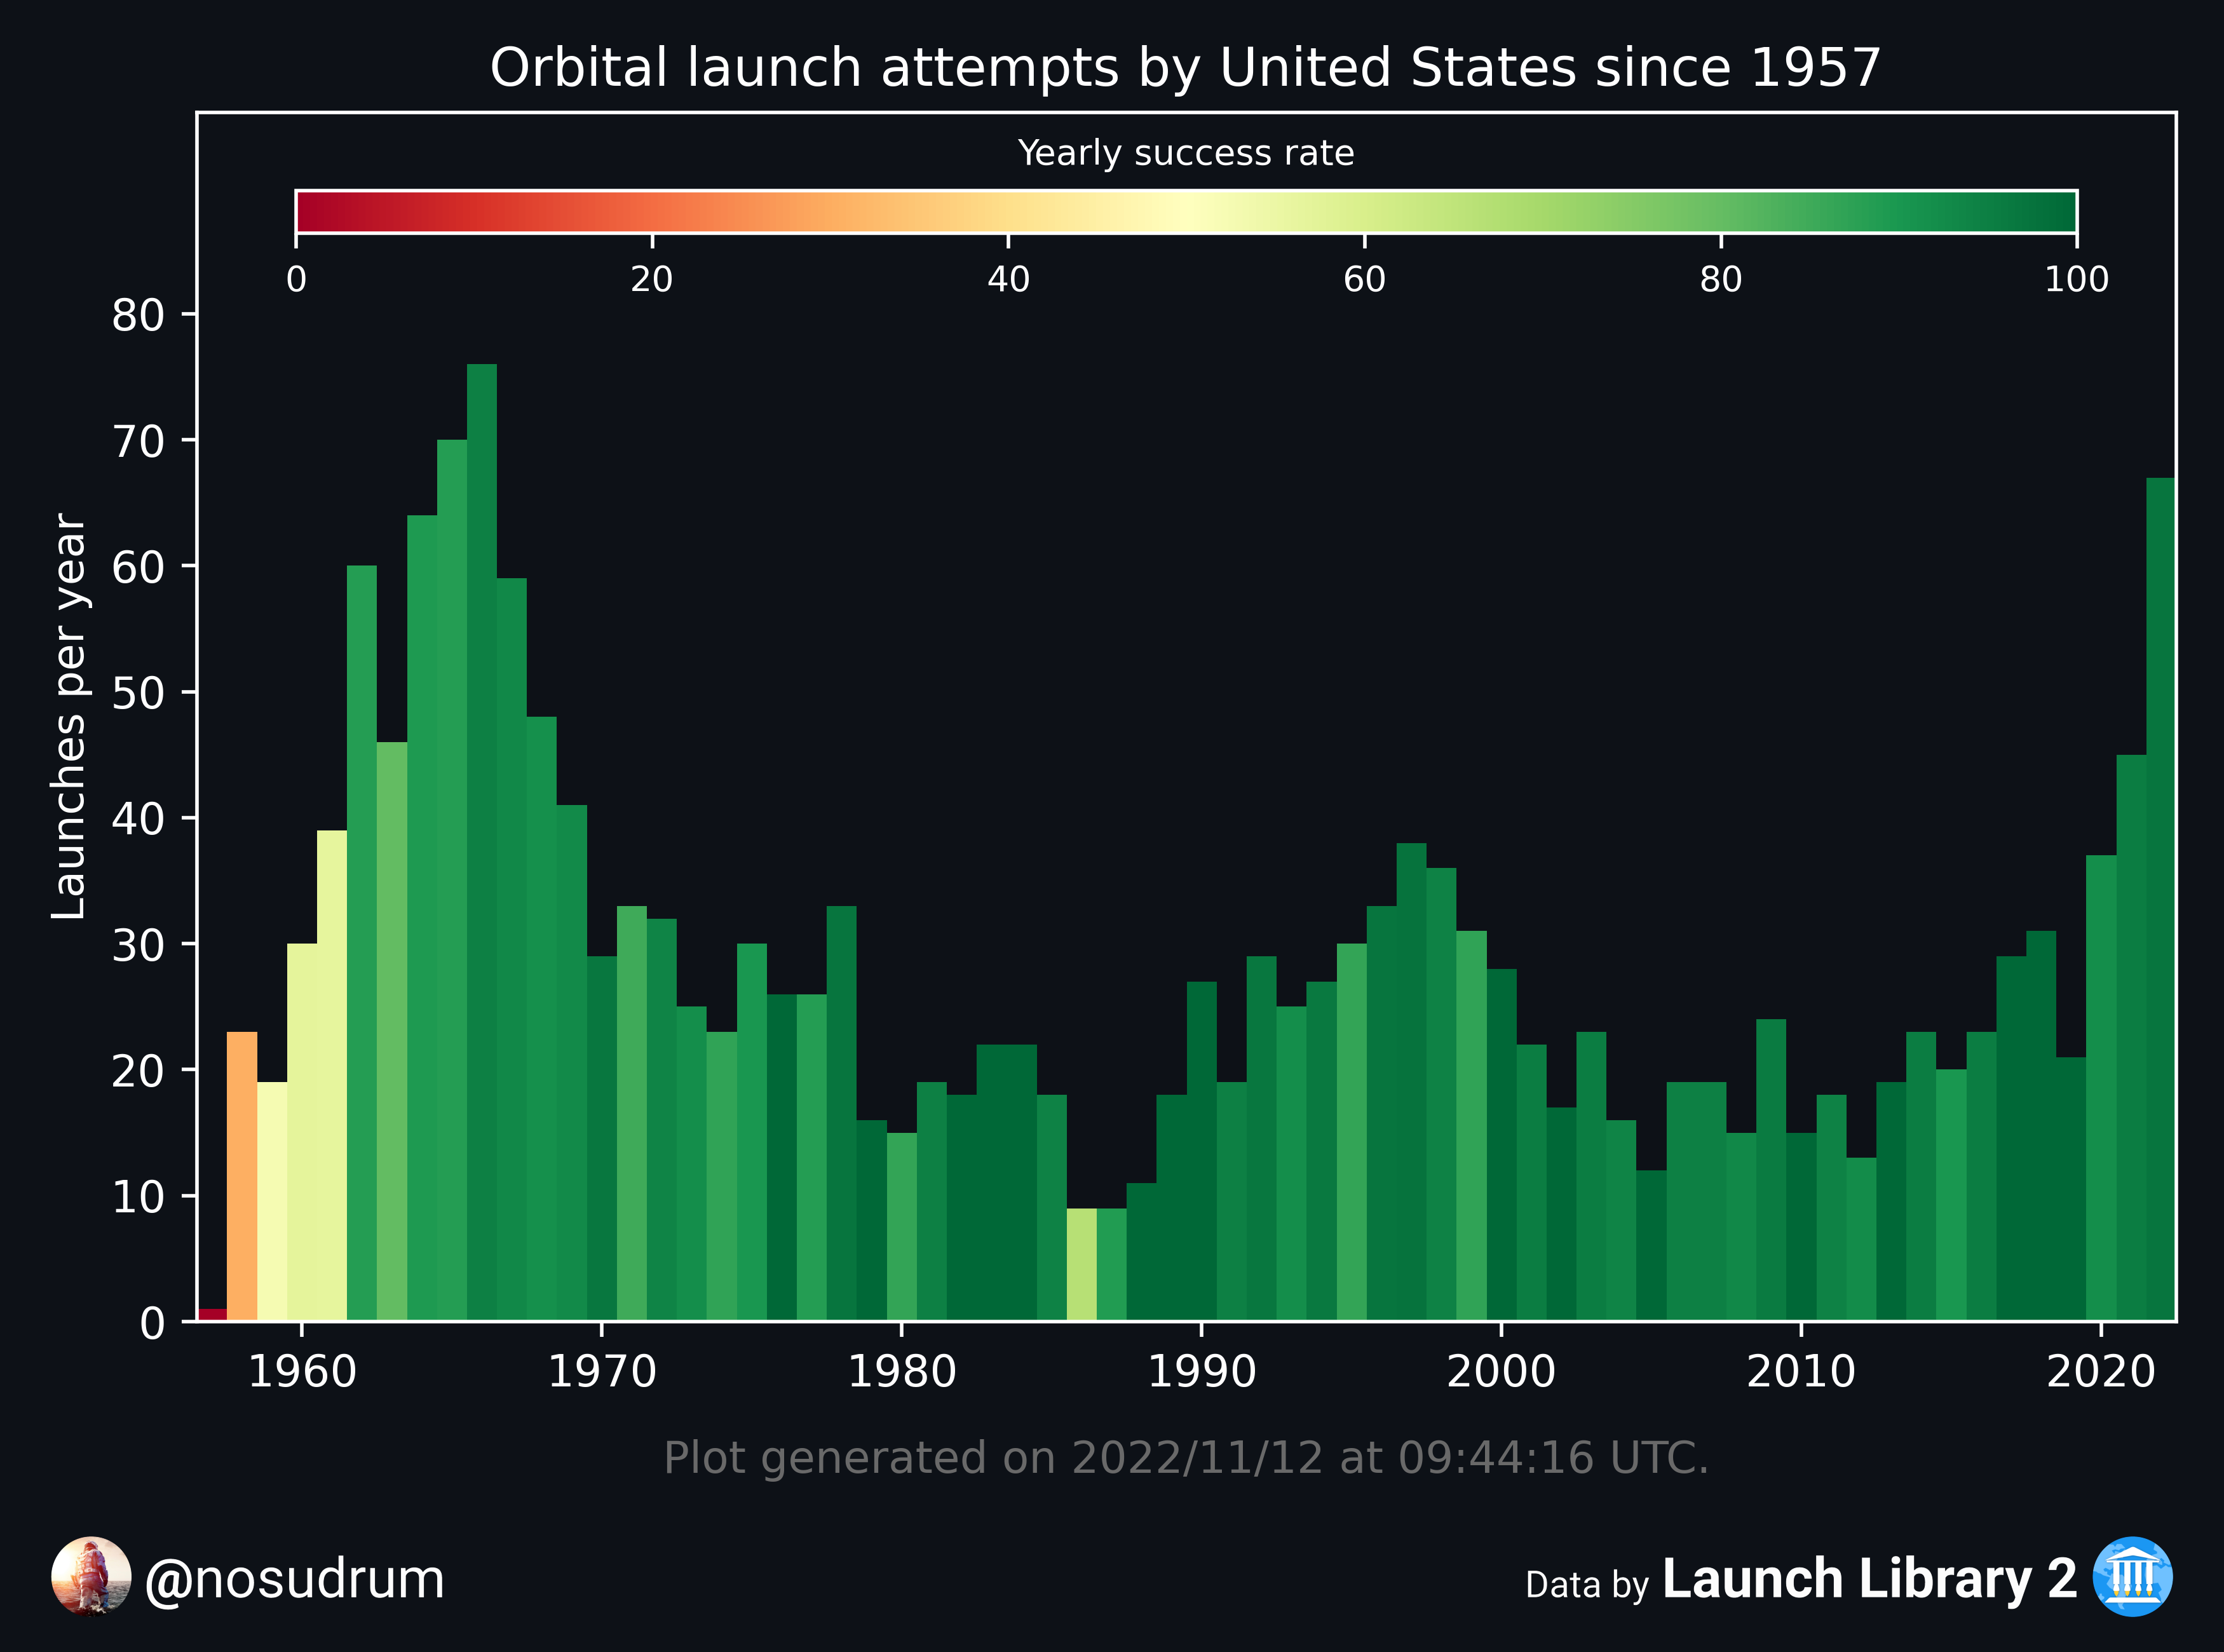 Orbital launch attempts by United States since 1957
Yearly success rate
0 20 40 60 80 100
80
70
60
50
40
30
20
10
0
Launches per year
1960 1970 1980 1990 2000 2010 2020
Plot generated on 2022/11/12 at 09:44:16 UTC.
@nosudrum
Data by Launch Library 2